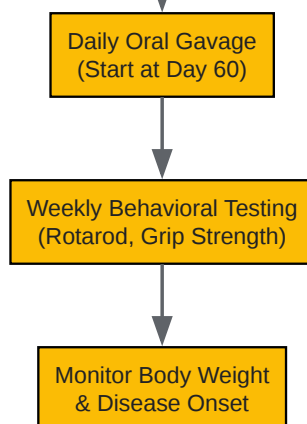 Daily Oral Gavage
(Start at Day 60)
Weekly Behavioral Testing
(Rotarod, Grip Strength)
Monitor Body Weight
& Disease Onset